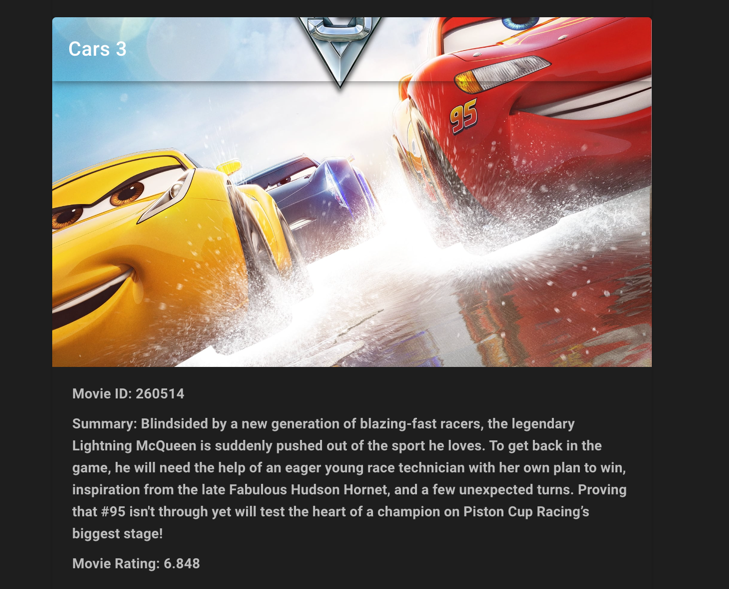 Cars 3
95
Movie ID: 260514
Summary: Blindsided by a new generation of blazing-fast racers, the legendary
Lightning McQueen is suddenly pushed out of the sport he loves. To get back in the
game, he will need the help of an eager young race technician with her own plan to win,
inspiration from the late Fabulous Hudson Hornet, and a few unexpected turns. Proving
that #95 isn't through yet will test the heart of a champion on Piston Cup Racing’s
biggest stage!
Movie Rating: 6.848